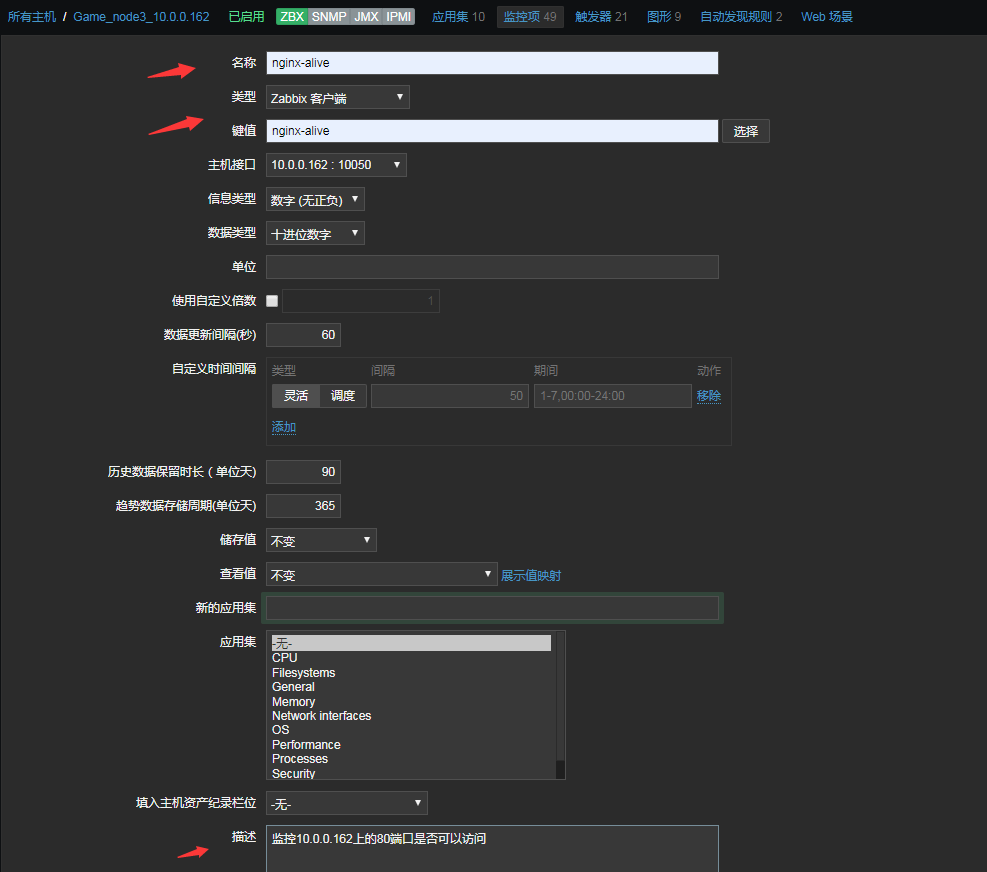 所有主机 / Game_node3_10.0.0.162 已启用 ZBX SNMP JMX IPMI 应用集 10 监控项 49 触发器 21 图形 9 自动发现规则 2 Web 场景
名称 nginx-alive
类型 Zabbix 客户端
键值 nginx-alive 选择
主机接口 10.0.0.162 : 10050
信息类型 数字 (无正负)
数据类型 十进位数字
单位
使用自定义倍数 1
数据更新间隔(秒) 60
自定义时间间隔 类型 间隔 期间 动作
灵活 调度 50 1-7,00:00-24:00 移除
添加
历史数据保留时长 ( 单位天) 90
趋势数据存储周期(单位天) 365
储存值 不变
查看值 不变 展示值映射
新的应用集
应用集 -无-
CPU
Filesystems
General
Memory
Network interfaces
OS
Performance
Processes
Security
填入主机资产纪录栏位 -无-
描述 监控10.0.0.162上的80端口是否可以访问